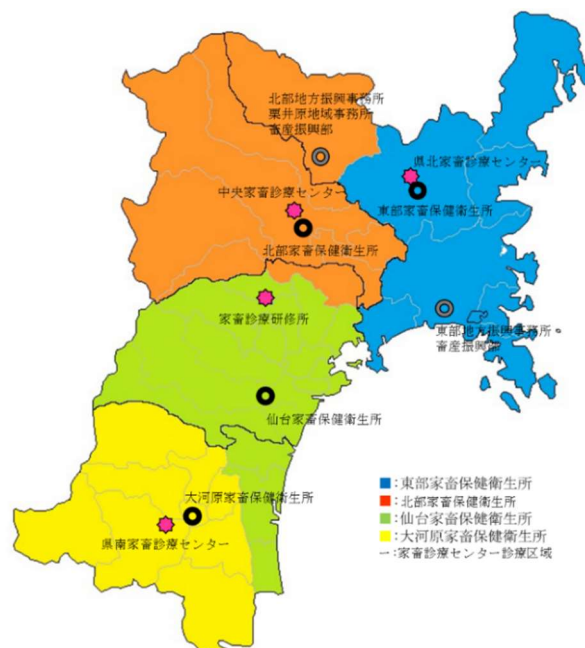 北部地方振興事務所
栗井原地域事務所
畜産振興部
県北家畜診療センター
中央家畜診療センター
東部家畜保健衛生所
北部家畜保健衛生所
家畜診療研修所
東部地方振興事務所・
畜産振興部
仙台家畜保健衛生所
大河原家畜保健衛生所
県南家畜診療センター
■:東部家畜保健衛生所
■:北部家畜保健衛生所
■:仙台家畜保健衛生所
■:大河原家畜保健衛生所
ー:家畜診療センター診療区域